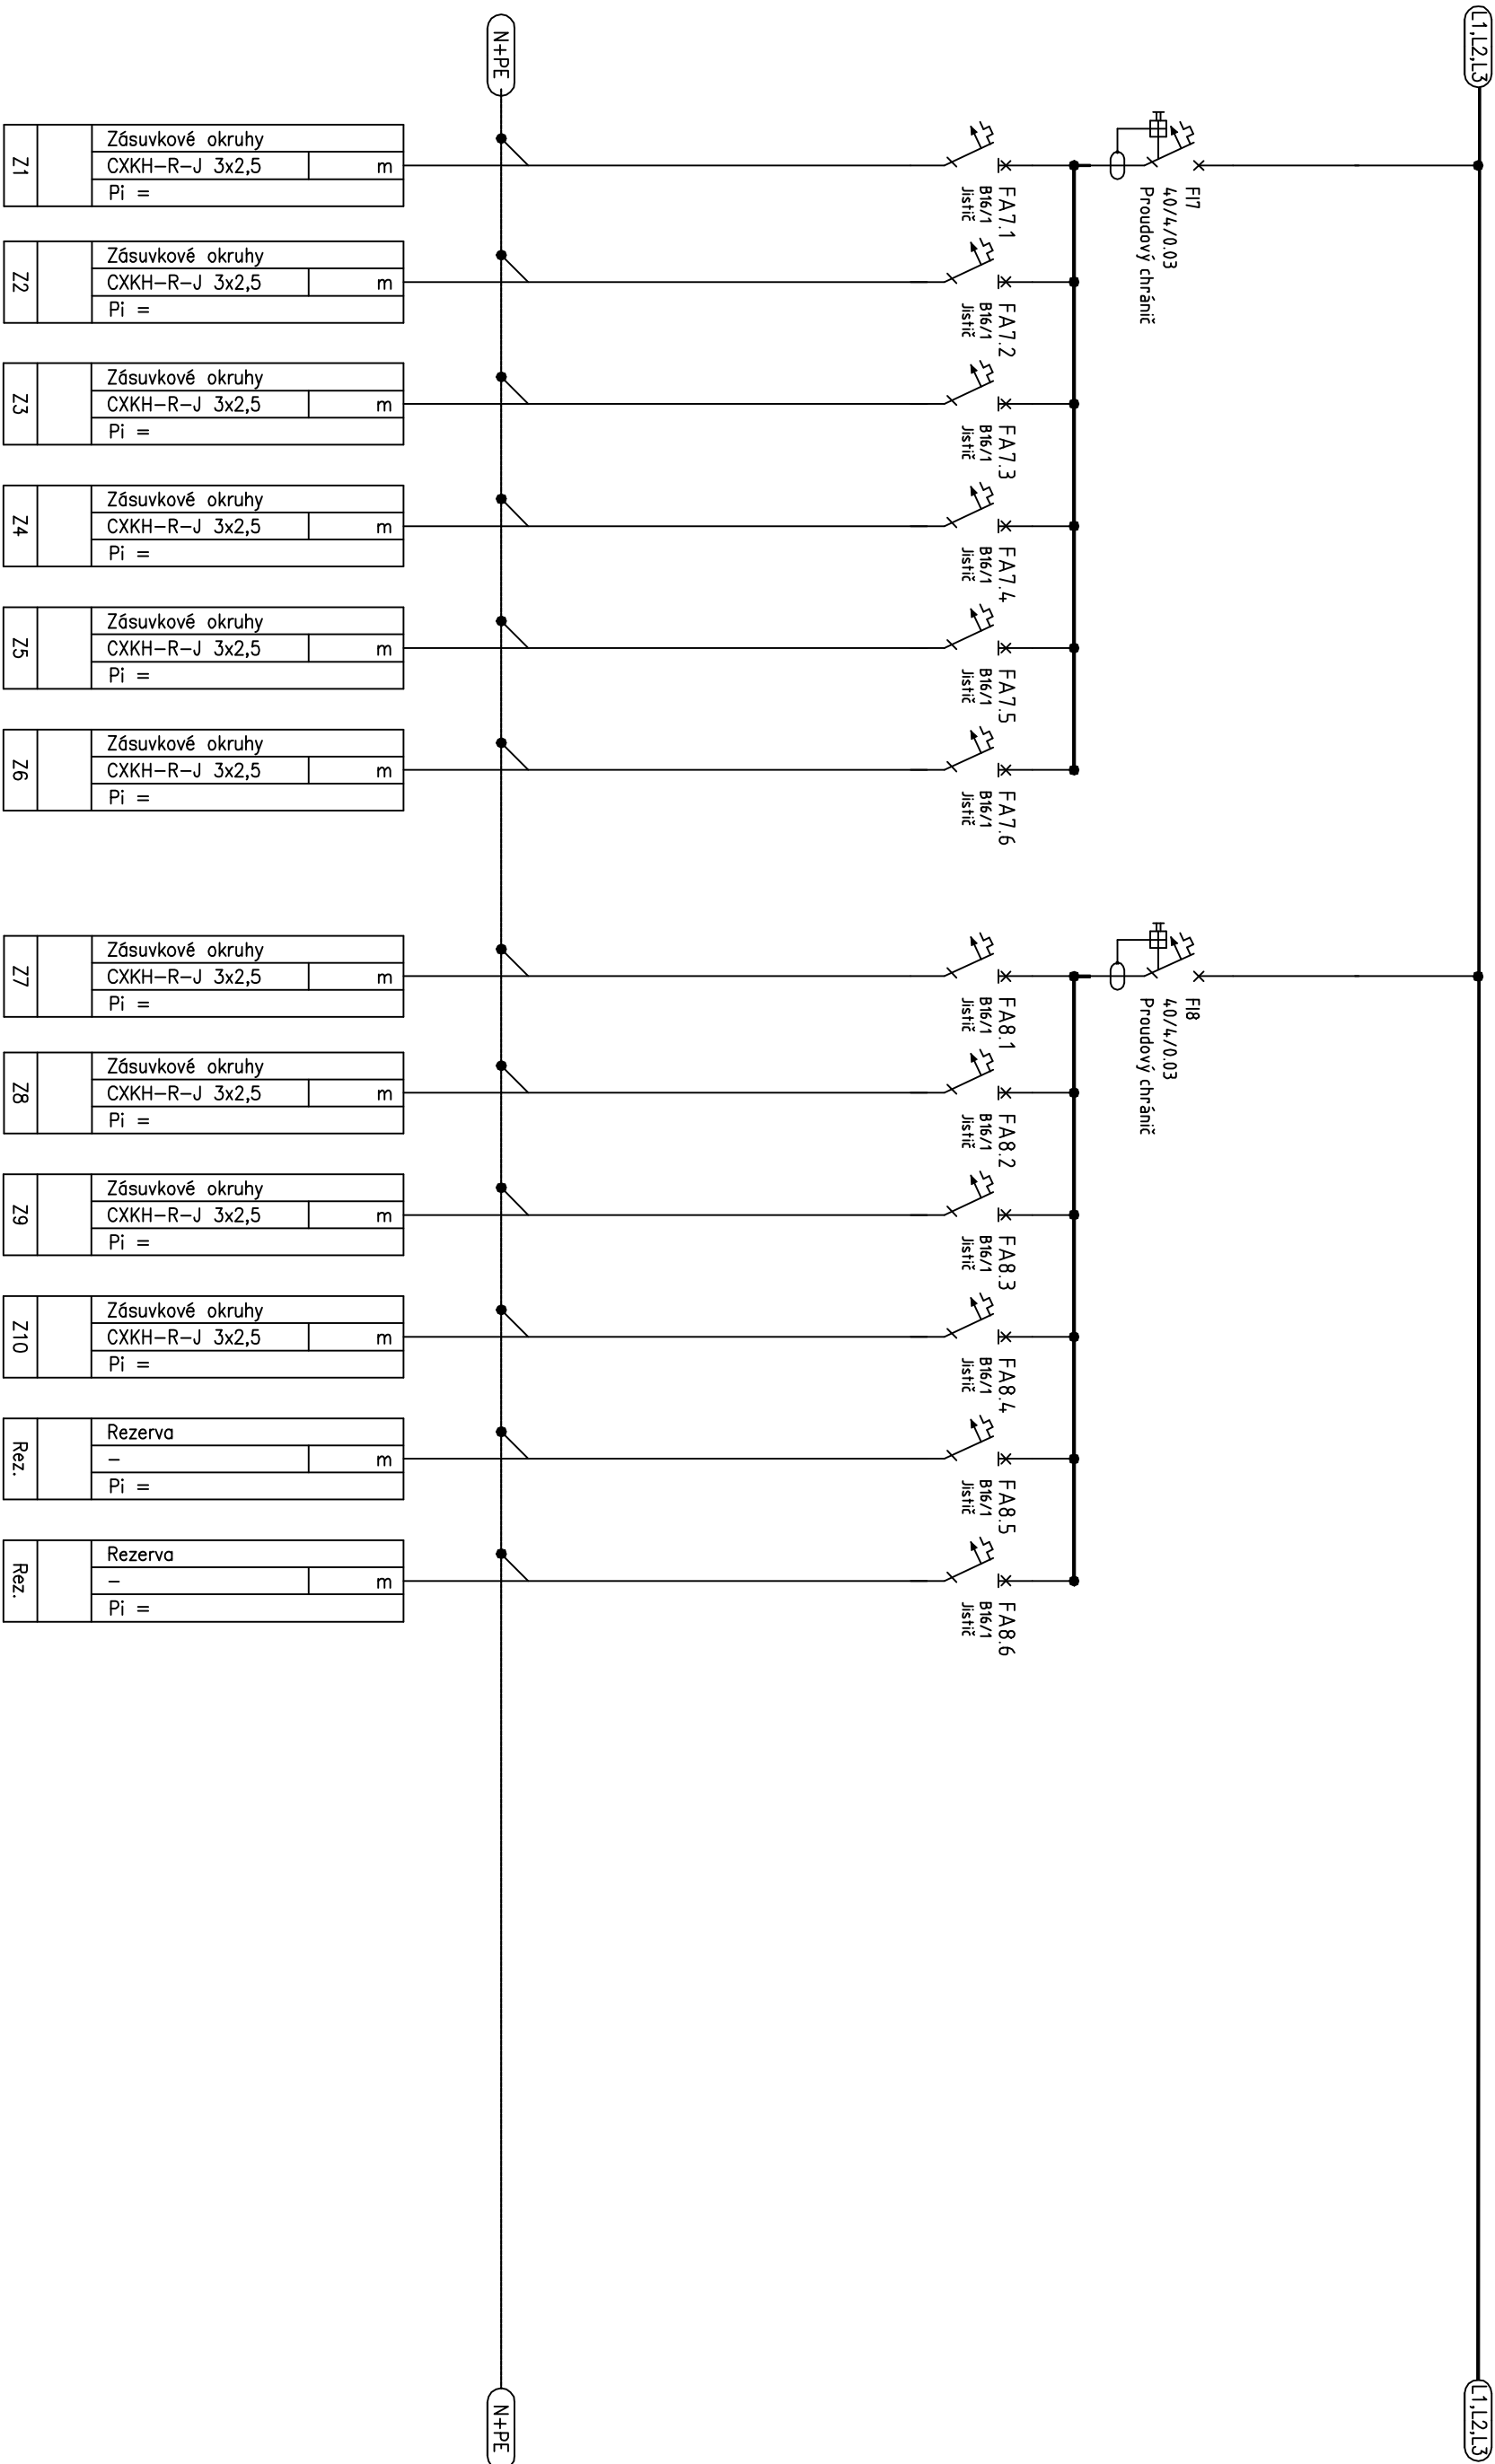 L1,L2,L3
N+PE
FI7
40/4/0.03
Proudový chránič
FA7.1
B16/1
Jistič
Zásuvkové okruhy
CXKH-R-J 3x2,5 m
Pi =
Z1
FA7.2
B16/1
Jistič
Zásuvkové okruhy
CXKH-R-J 3x2,5 m
Pi =
Z2
FA7.3
B16/1
Jistič
Zásuvkové okruhy
CXKH-R-J 3x2,5 m
Pi =
Z3
FA7.4
B16/1
Jistič
Zásuvkové okruhy
CXKH-R-J 3x2,5 m
Pi =
Z4
FA7.5
B16/1
Jistič
Zásuvkové okruhy
CXKH-R-J 3x2,5 m
Pi =
Z5
FA7.6
B16/1
Jistič
Zásuvkové okruhy
CXKH-R-J 3x2,5 m
Pi =
Z6
FI8
40/4/0.03
Proudový chránič
FA8.1
B16/1
Jistič
Zásuvkové okruhy
CXKH-R-J 3x2,5 m
Pi =
Z7
FA8.2
B16/1
Jistič
Zásuvkové okruhy
CXKH-R-J 3x2,5 m
Pi =
Z8
FA8.3
B16/1
Jistič
Zásuvkové okruhy
CXKH-R-J 3x2,5 m
Pi =
Z9
FA8.4
B16/1
Jistič
Zásuvkové okruhy
CXKH-R-J 3x2,5 m
Pi =
Z10
FA8.5
B16/1
Jistič
Rezerva
- m
Pi =
Rez.
FA8.6
B16/1
Jistič
Rezerva
- m
Pi =
Rez.
L1,L2,L3
N+PE